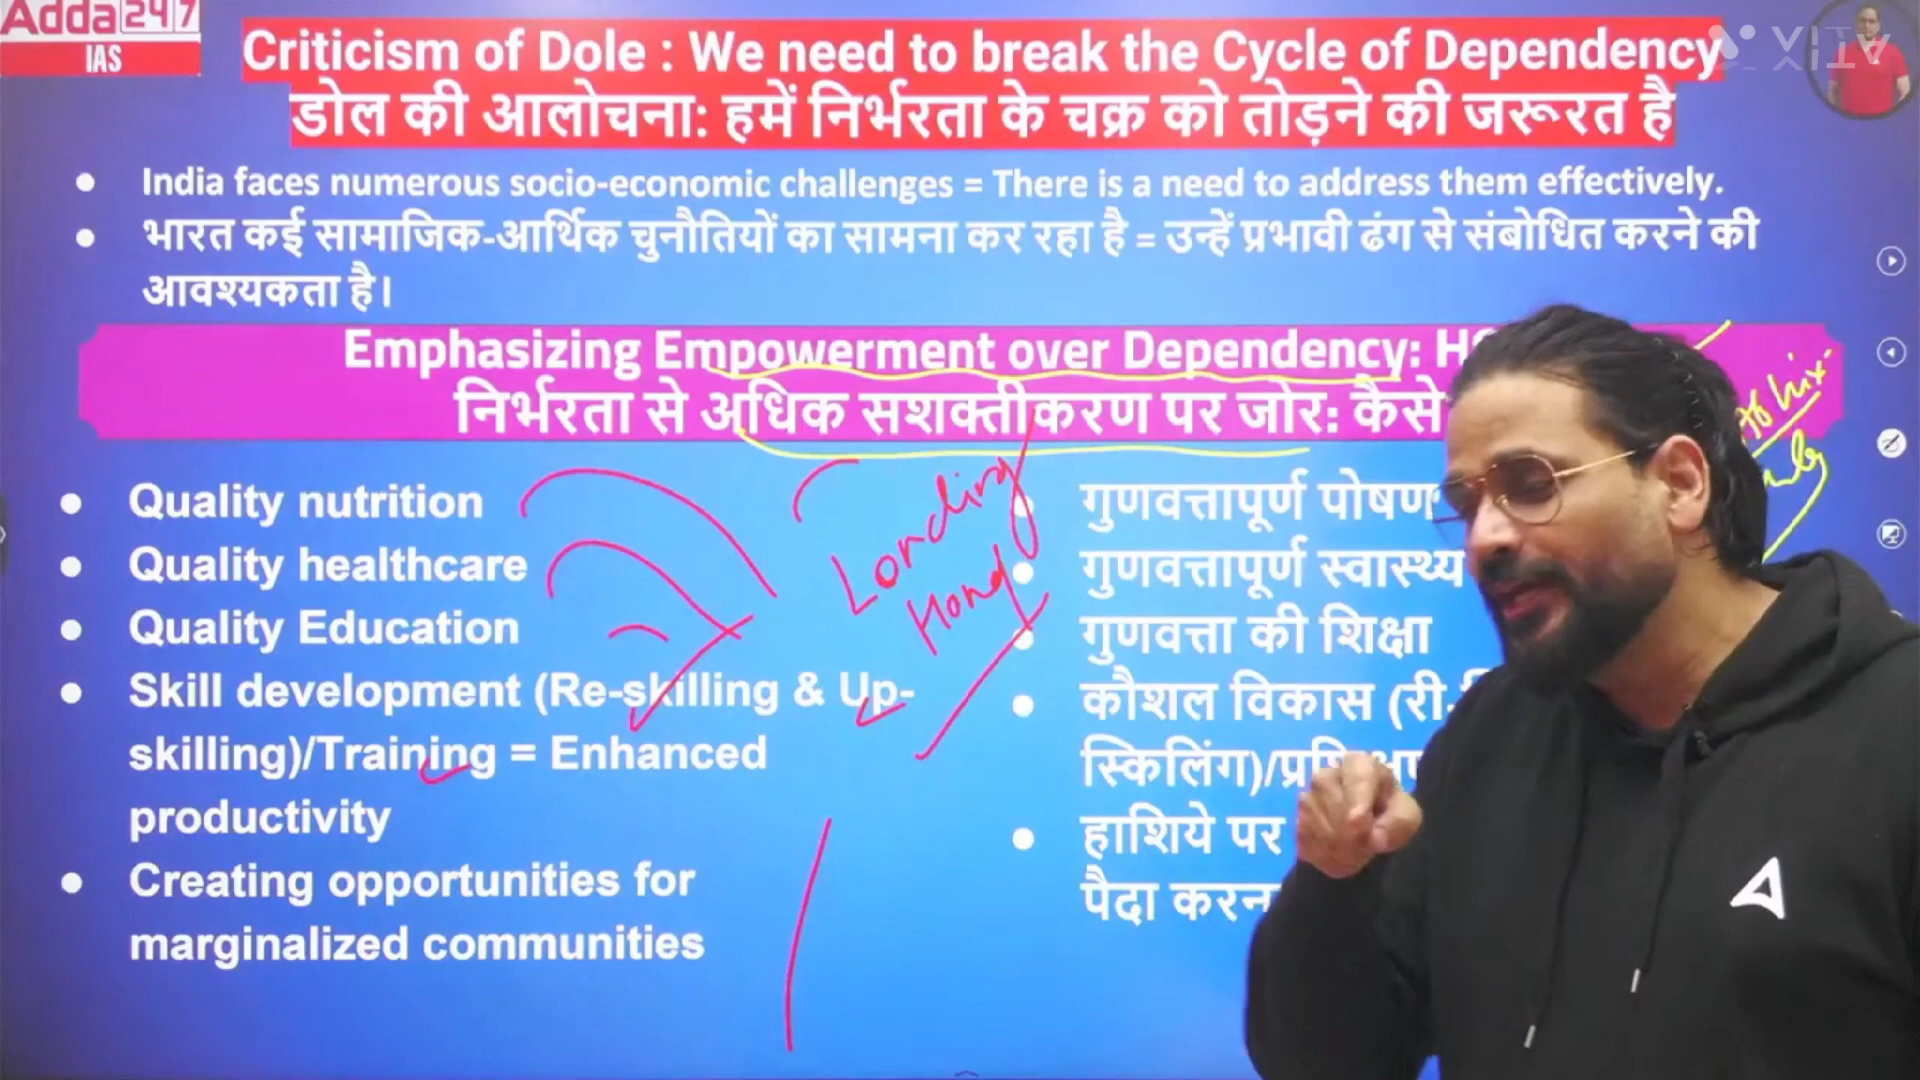 Adda247
IAS
Criticism of Dole : We need to break the Cycle of Dependency
डोल की आलोचना: हमें निर्भरता के चक्र को तोड़ने की जरूरत है
India faces numerous socio-economic challenges = There is a need to address them effectively.
भारत कई सामाजिक-आर्थिक चुनौतियों का सामना कर रहा है = उन्हें प्रभावी ढंग से संबोधित करने की
आवश्यकता है।
Emphasizing Empowerment over Dependency:
निर्भरता से अधिक सशक्तीकरण पर जोर: कैसे
Quality nutrition
Quality healthcare
Quality Education
Skill development (Re-skilling & Up-
skilling)/Training = Enhanced
productivity
Creating opportunities for
marginalized communities
Hand
गुणवत्तापूर्ण पोषण
गुणवत्तापूर्ण स्वास्थ्य
गुणवत्ता की शिक्षा
कौशल विकास (री-
स्किलिंग)/
हाशिये पर
पैदा